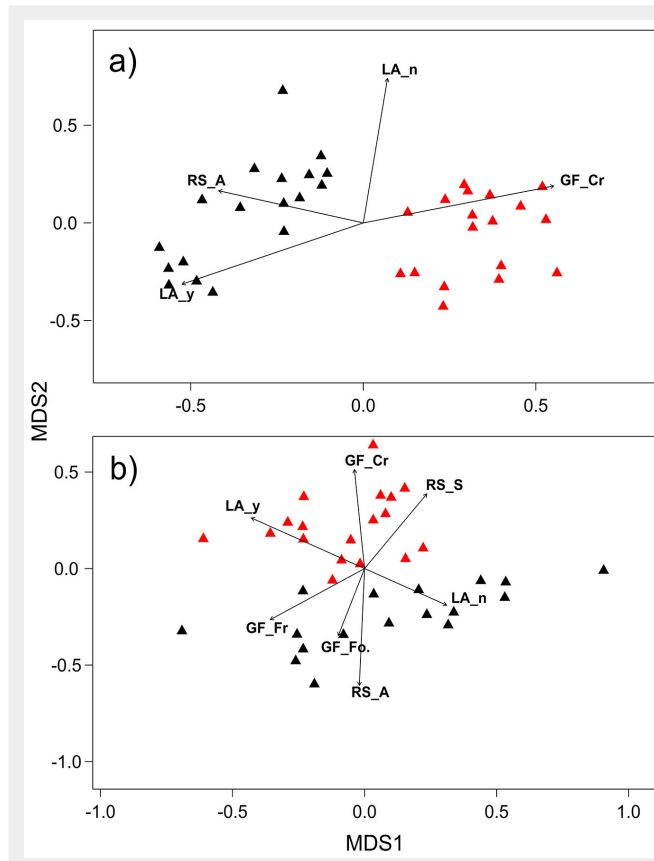 a)
LA_n
RS_A
GF_Cr
LA_y
0.5
0.0
-0.5
-0.5
0.0
0.5
MDS2
b)
GF_Cr
RS_S
LA_y
LA_n
GF_Fr
GF_Fo.
RS_A
0.5
0.0
-0.5
-1.0
-1.0
-0.5
0.0
0.5
1.0
MDS1